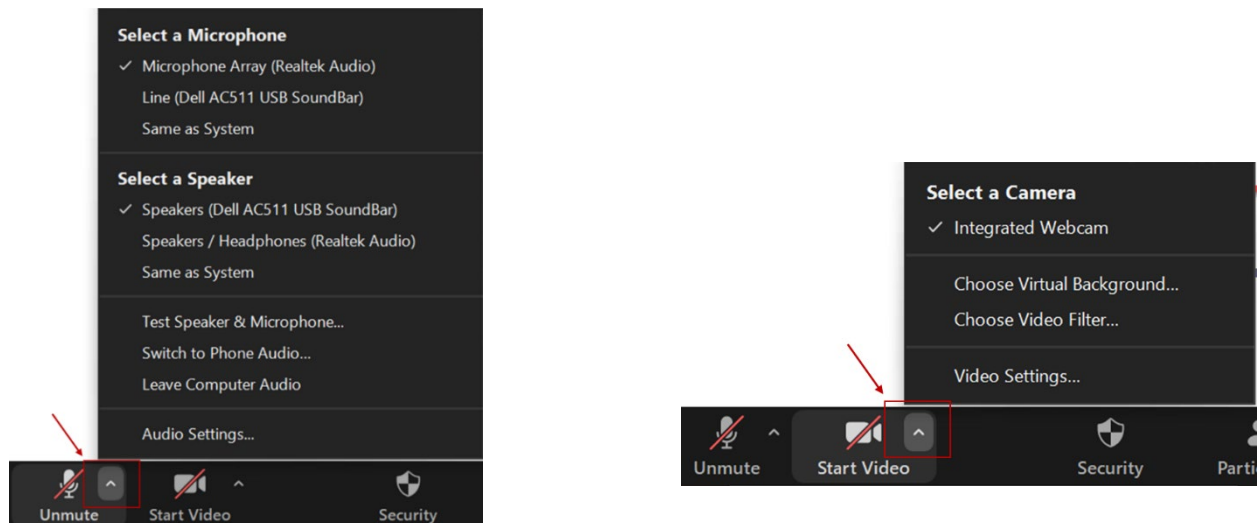 Select a Microphone
Microphone Array (Realtek Audio)
Line (Dell AC511 USB SoundBar)
Same as System
Select a Speaker
Speakers (Dell AC511 USB SoundBar)
Speakers / Headphones (Realtek Audio)
Same as System
Test Speaker & Microphone...
Switch to Phone Audio...
Leave Computer Audio
Audio Settings...
Unmute Start Video Security
Select a Camera
Integrated Webcam
Choose Virtual Background...
Choose Video Filter...
Video Settings...
Unmute Start Video Security Parti